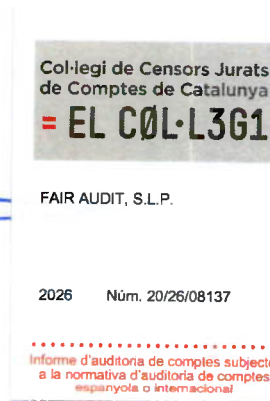 Col·legi de Censors Jurats
de Comptes de Catalunya
= EL CØL·L3G1
FAIR AUDIT, S.L.P.
2026 Núm. 20/26/08137
Informe d'auditoria de comptes subjecte
a la normativa d'auditoria de comptes
espanyola o internacional